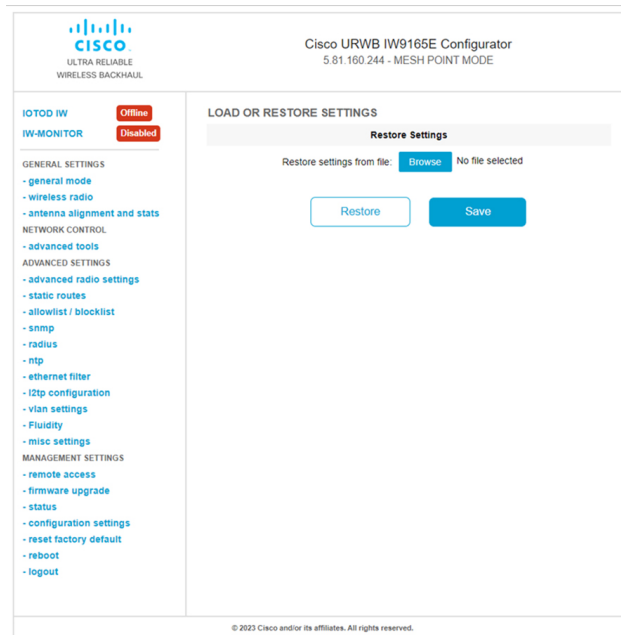 CISCO
ULTRA RELIABLE
WIRELESS BACKHAUL
Cisco URWB IW9165E Configurator
5.81.160.244 - MESH POINT MODE
IOTOD IW Offline
IW-MONITOR Disabled
GENERAL SETTINGS
- general mode
- wireless radio
- antenna alignment and stats
NETWORK CONTROL
- advanced tools
ADVANCED SETTINGS
- advanced radio settings
- static routes
- allowlist / blocklist
- snmp
- radius
- ntp
- ethernet filter
- l2tp configuration
- vlan settings
- Fluidity
- misc settings
MANAGEMENT SETTINGS
- remote access
- firmware upgrade
- status
- configuration settings
- reset factory default
- reboot
- logout
LOAD OR RESTORE SETTINGS
Restore Settings
Restore settings from file: Browse No file selected
Restore Save
© 2023 Cisco and/or its affiliates. All rights reserved.